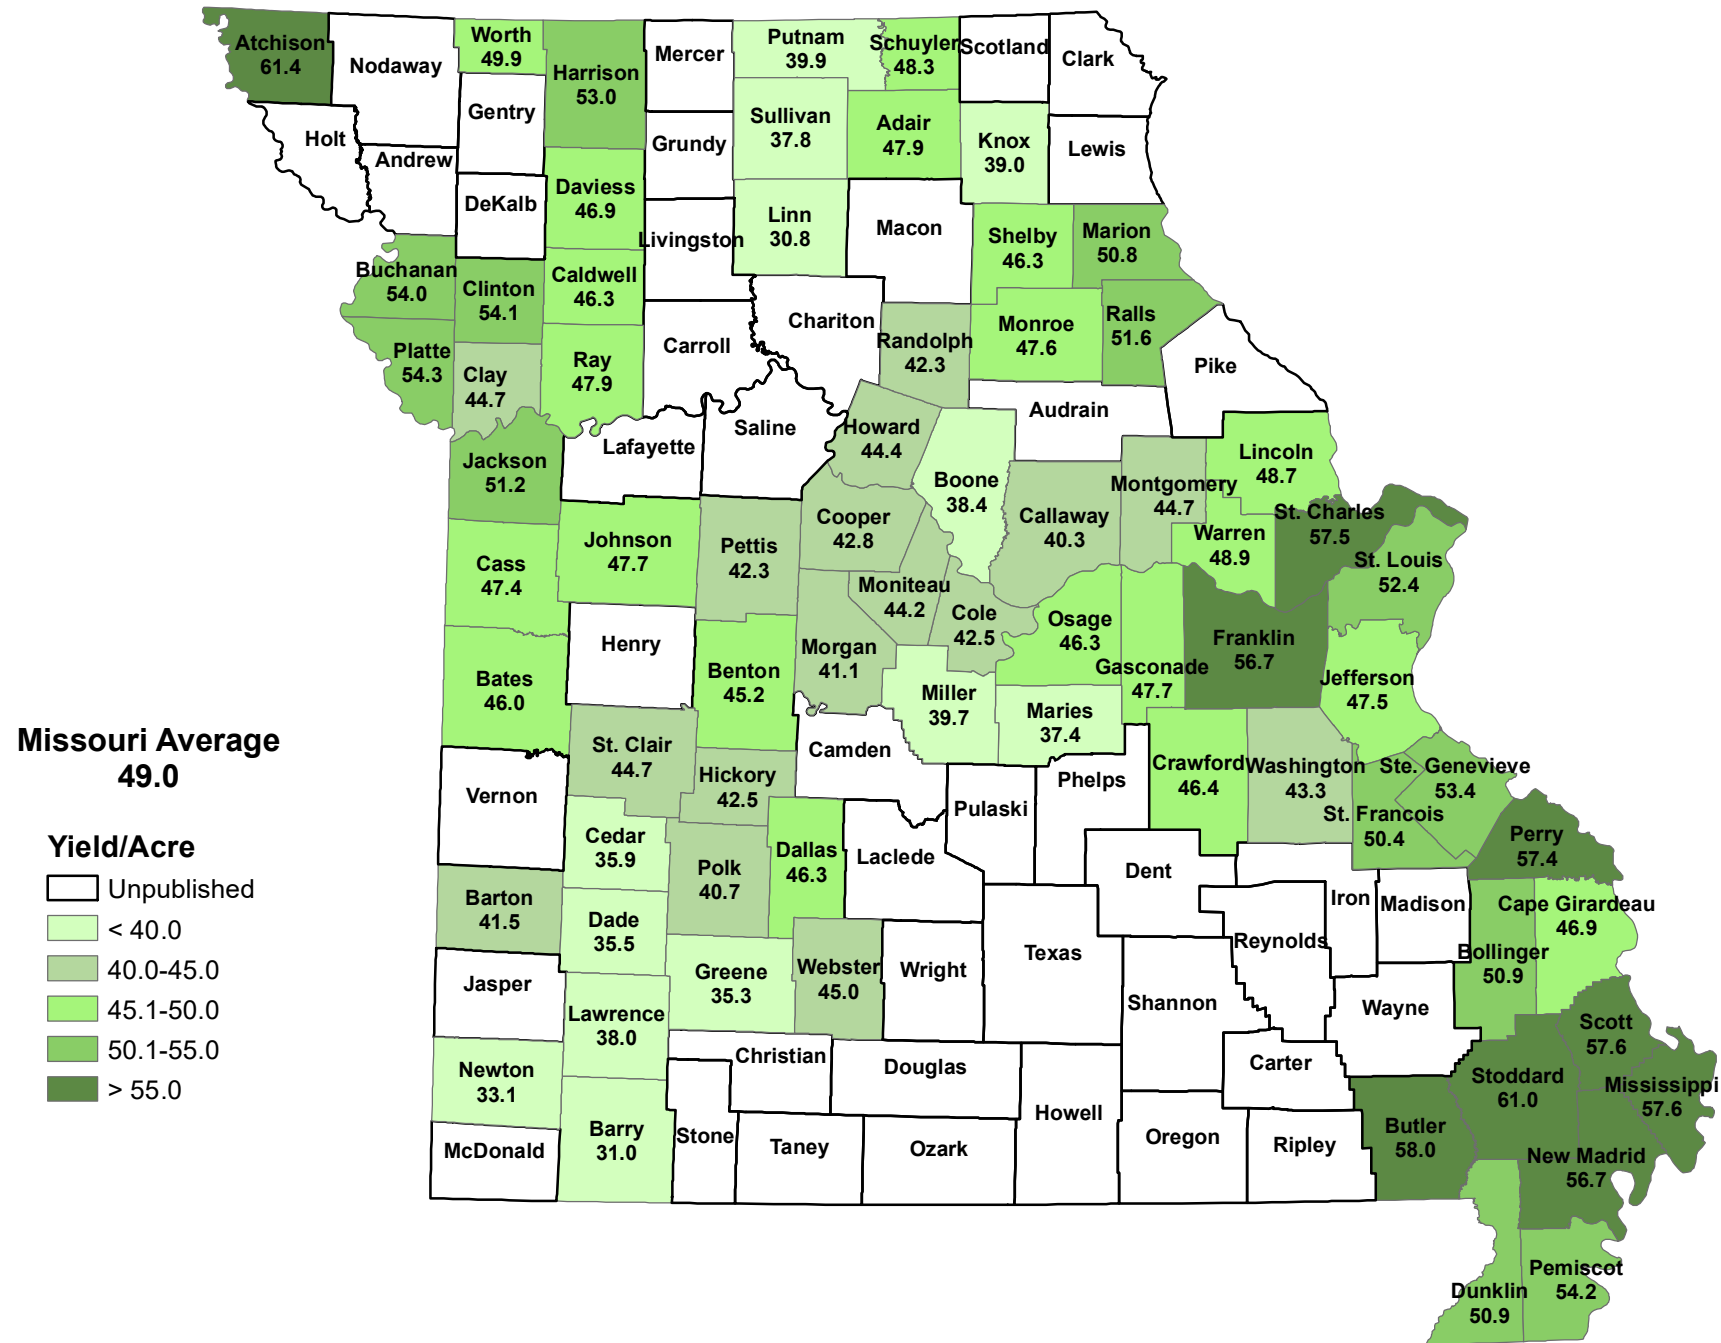 Atchison
61.4
Nodaway
Worth
49.9
Harrison
53.0
Mercer
Putnam
39.9
Schuyler
48.3
Scotland
Clark
Holt
Andrew
Gentry
DeKalb
Daviess
46.9
Grundy
Livingston
Sullivan
37.8
Adair
47.9
Knox
39.0
Lewis
Linn
30.8
Macon
Shelby
46.3
Marion
50.8
Buchanan
54.0
Clinton
54.1
Caldwell
46.3
Chariton
Randolph
42.3
Monroe
47.6
Ralls
51.6
Pike
Platte
54.3
Clay
44.7
Ray
47.9
Carroll
Saline
Howard
44.4
Audrain
Jackson
51.2
Lafayette
Boone
38.4
Callaway
40.3
Montgomery
44.7
Lincoln
48.7
Warren
48.9
St. Charles
57.5
St. Louis
52.4
Cass
47.4
Johnson
47.7
Pettis
42.3
Cooper
42.8
Moniteau
44.2
Cole
42.5
Osage
46.3
Gasconade
47.7
Franklin
56.7
Jefferson
47.5
Bates
46.0
Henry
Benton
45.2
Morgan
41.1
Miller
39.7
Maries
37.4
Missouri Average
49.0
St. Clair
44.7
Hickory
42.5
Camden
Pulaski
Phelps
Crawford
46.4
Washington
43.3
Ste. Genevieve
53.4
St. Francois
50.4
Perry
57.4
Vernon
Cedar
35.9
Polk
40.7
Dallas
46.3
Laclede
Dent
Iron
Madison
Cape Girardeau
46.9
Bollinger
50.9
Yield/Acre
Unpublished
< 40.0
40.0-45.0
45.1-50.0
50.1-55.0
> 55.0
Barton
41.5
Dade
35.5
Greene
35.3
Webster
45.0
Wright
Texas
Reynolds
Shannon
Wayne
Jasper
Lawrence
38.0
Christian
Douglas
Carter
Scott
57.6
Stoddard
61.0
Mississippi
57.6
Newton
33.1
Barry
31.0
Stone
Taney
Ozark
Howell
Oregon
Ripley
Butler
58.0
New Madrid
56.7
McDonald
Dunklin
50.9
Pemiscot
54.2